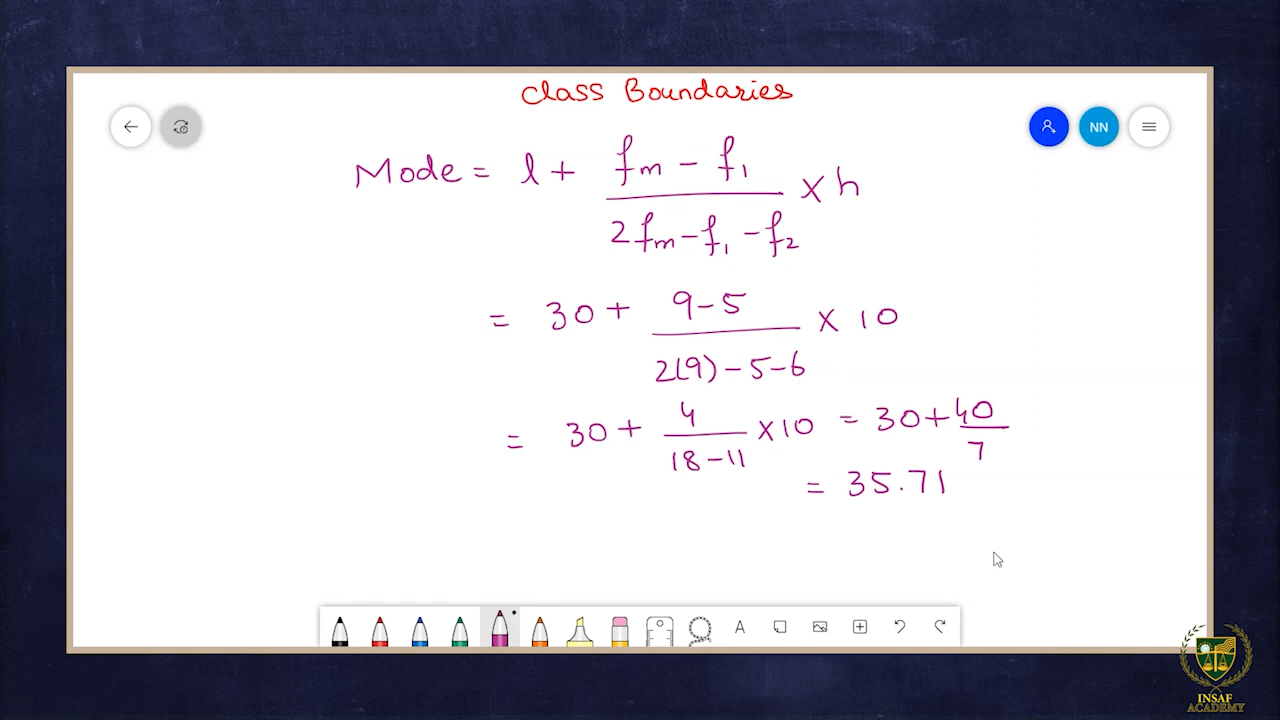 Class Boundaries
NN
Mode = l + fm - f1 / 2fm - f1 - f2 × h
= 30 + 9-5 / 2(9) - 5 - 6 × 10
= 30 + 4 / 18 - 11 × 10 = 30 + 40 / 7
= 35.71
A
INSAF
ACADEMY